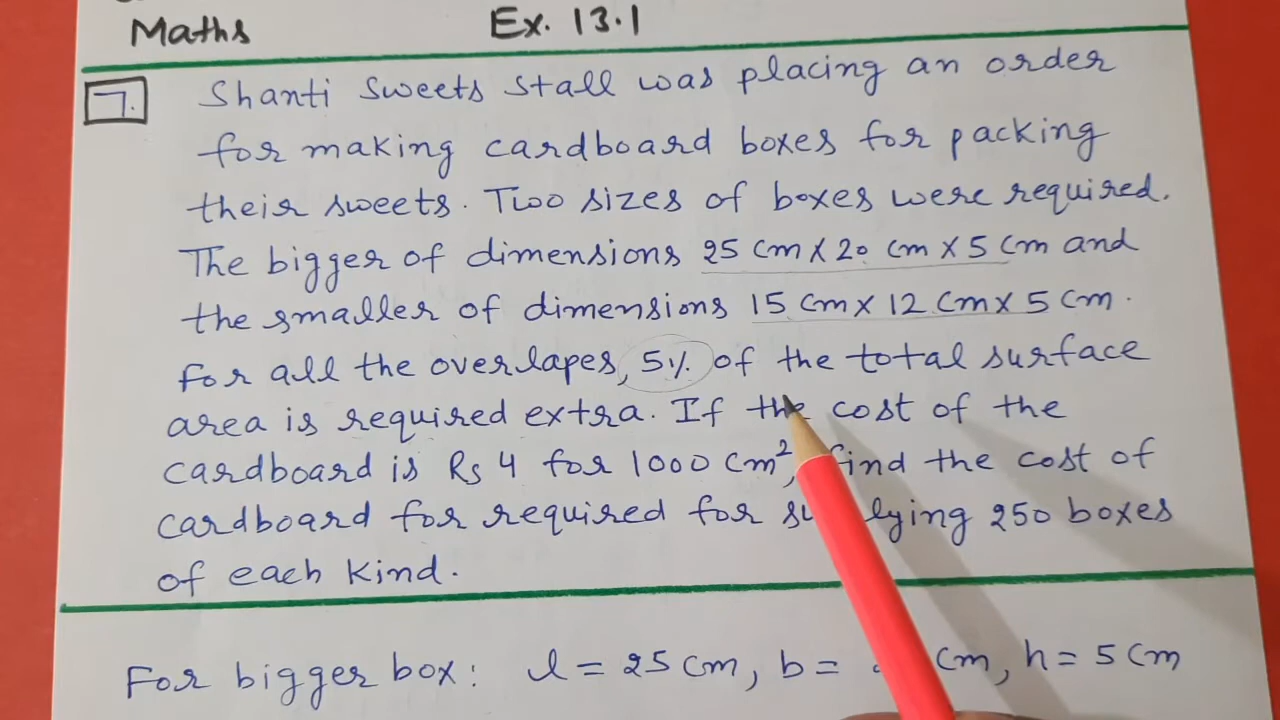 Maths Ex. 13.1
7. Shanti Sweets Stall was placing an order
for making cardboard boxes for packing
their sweets. Two sizes of boxes were required.
The bigger of dimensions 25 cm x 20 cm x 5 cm and
the smaller of dimensions 15 cm x 12 cm x 5 cm.
For all the overlapes, 5% of the total surface
area is required extra. If the cost of the
cardboard is Rs 4 for 1000 cm², find the cost of
cardboard for required for 250 boxes
of each kind.
For bigger box: l = 25 cm, b = cm, h = 5 cm